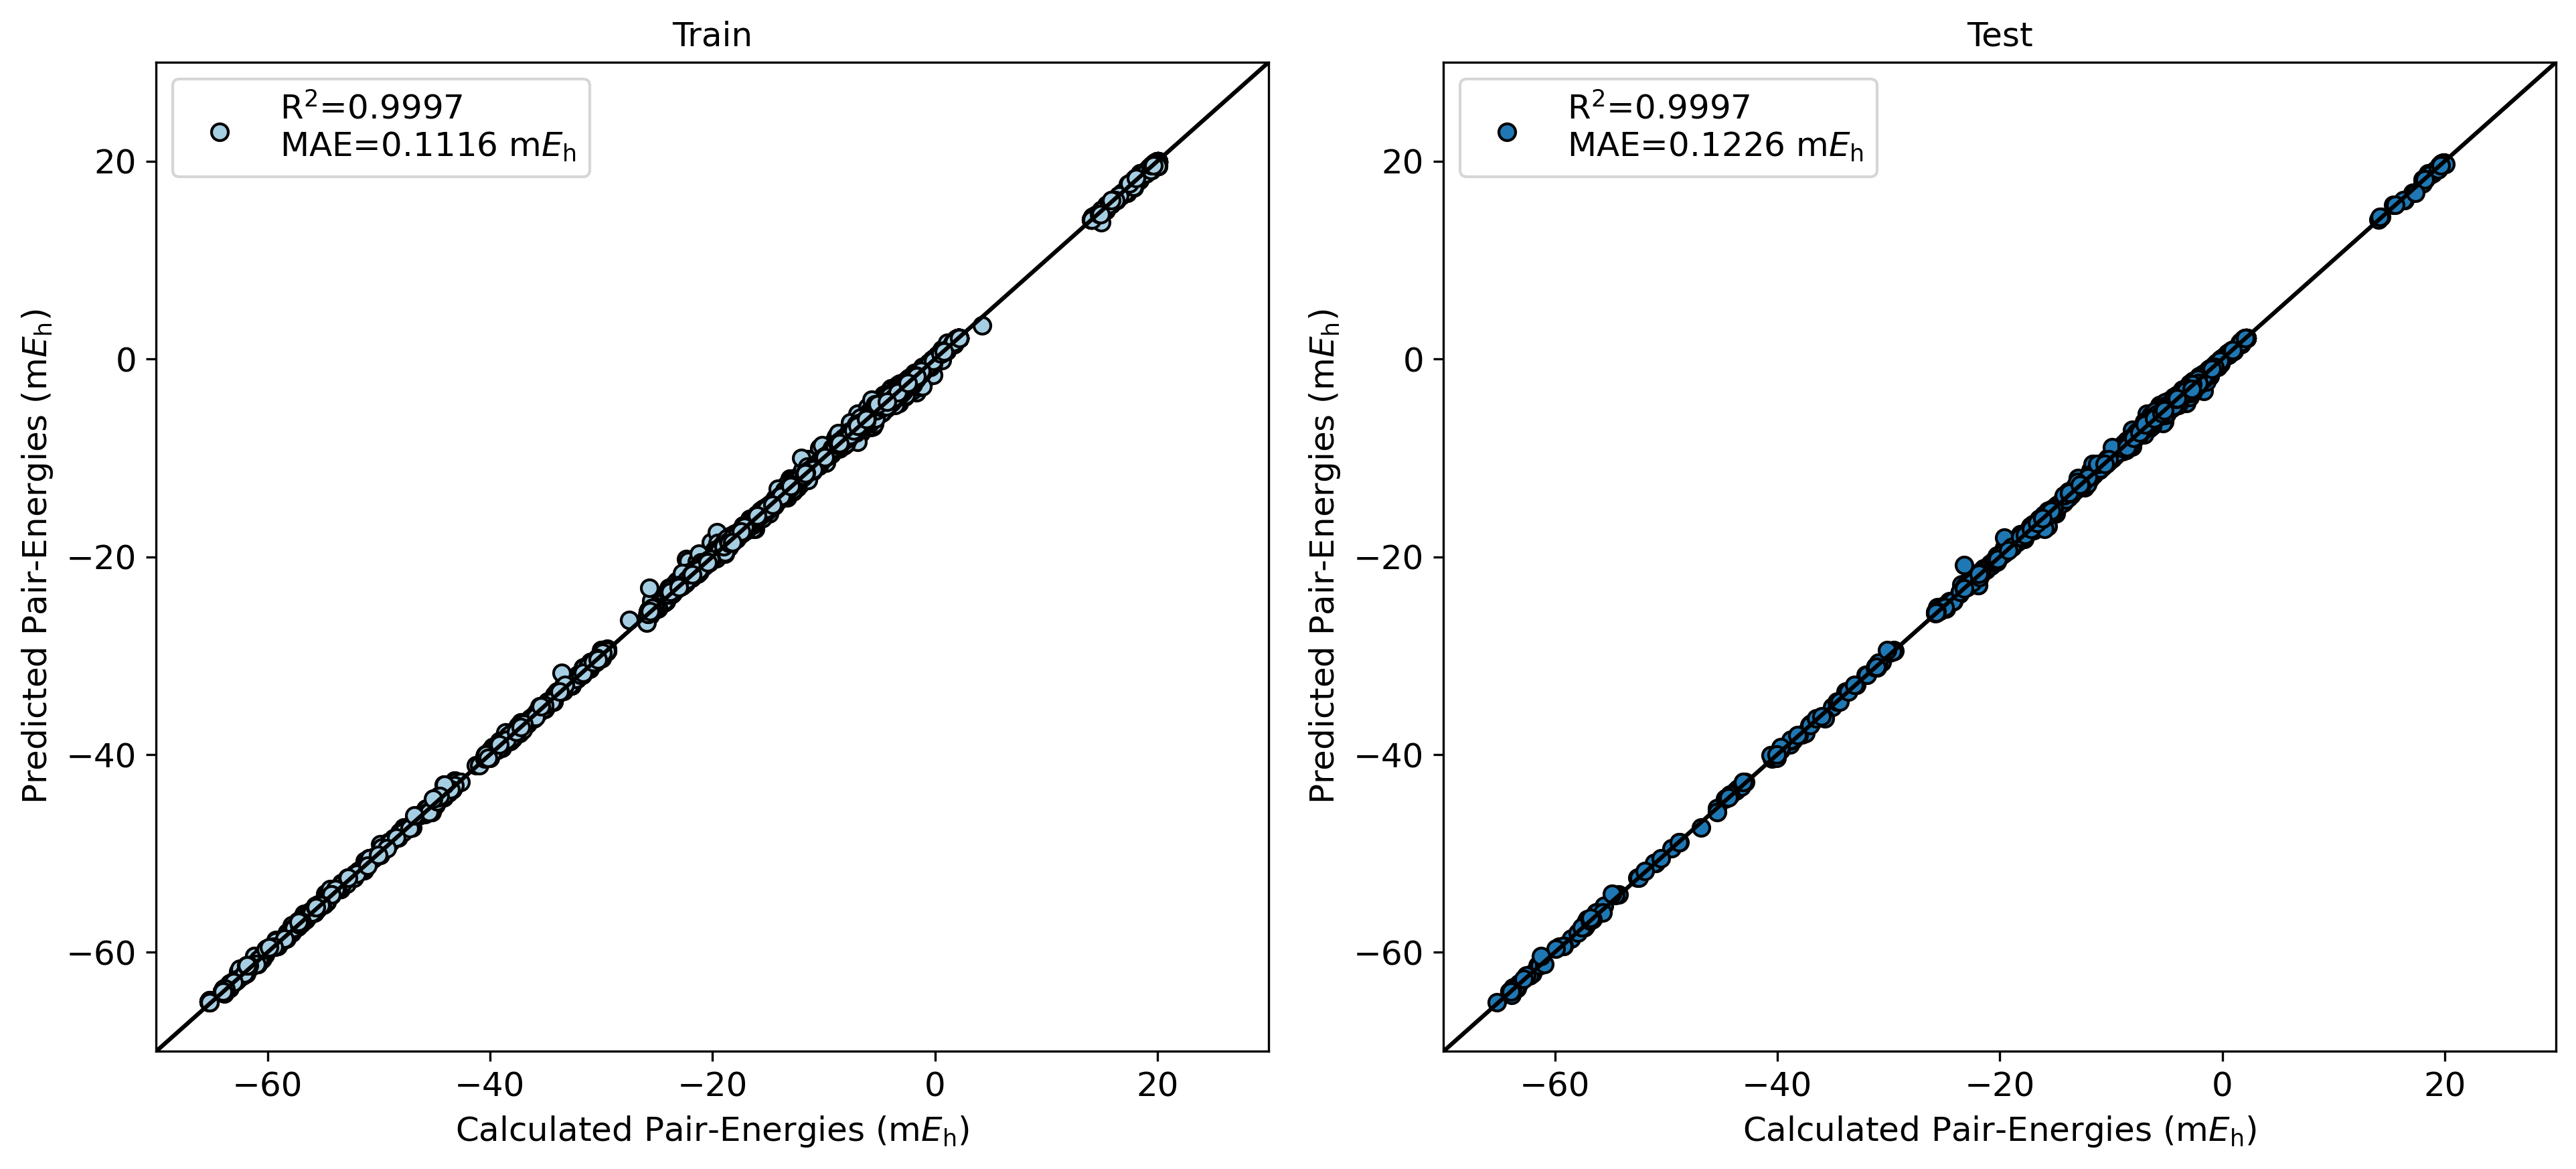 Train
R²=0.9997
MAE=0.1116 mEₕ
20
0
−20
−40
−60
Predicted Pair-Energies (mEₕ)
−60 −40 −20 0 20
Calculated Pair-Energies (mEₕ)
Test
R²=0.9997
MAE=0.1226 mEₕ
20
0
−20
−40
−60
Predicted Pair-Energies (mEₕ)
−60 −40 −20 0 20
Calculated Pair-Energies (mEₕ)